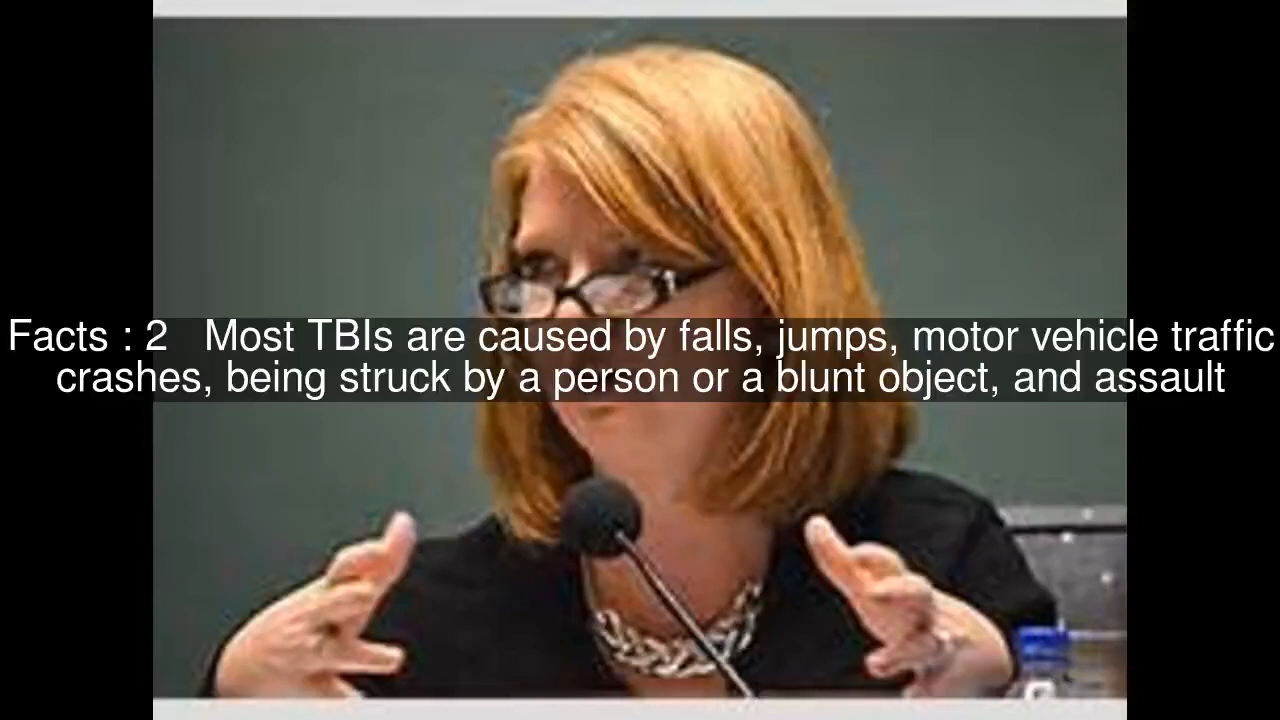 Facts : 2   Most TBIs are caused by falls, jumps, motor vehicle traffic
crashes, being struck by a person or a blunt object, and assault